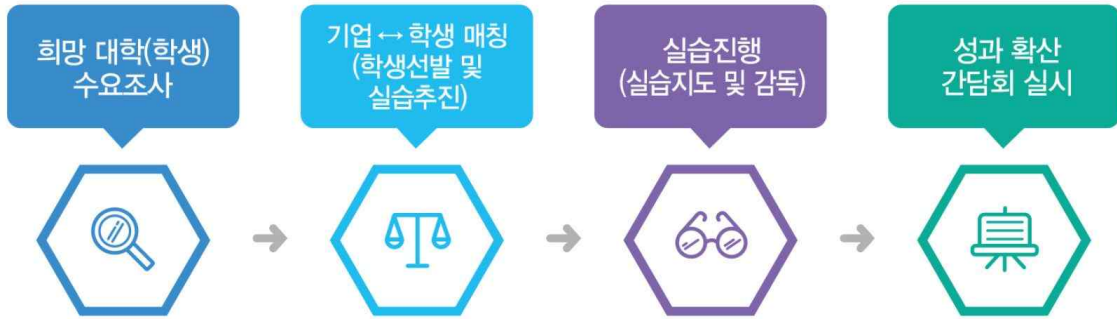 희망 대학(학생)
수요조사
기업 ↔ 학생 매칭
(학생선발 및
실습추진)
실습진행
(실습지도 및 감독)
성과 확산
간담회 실시